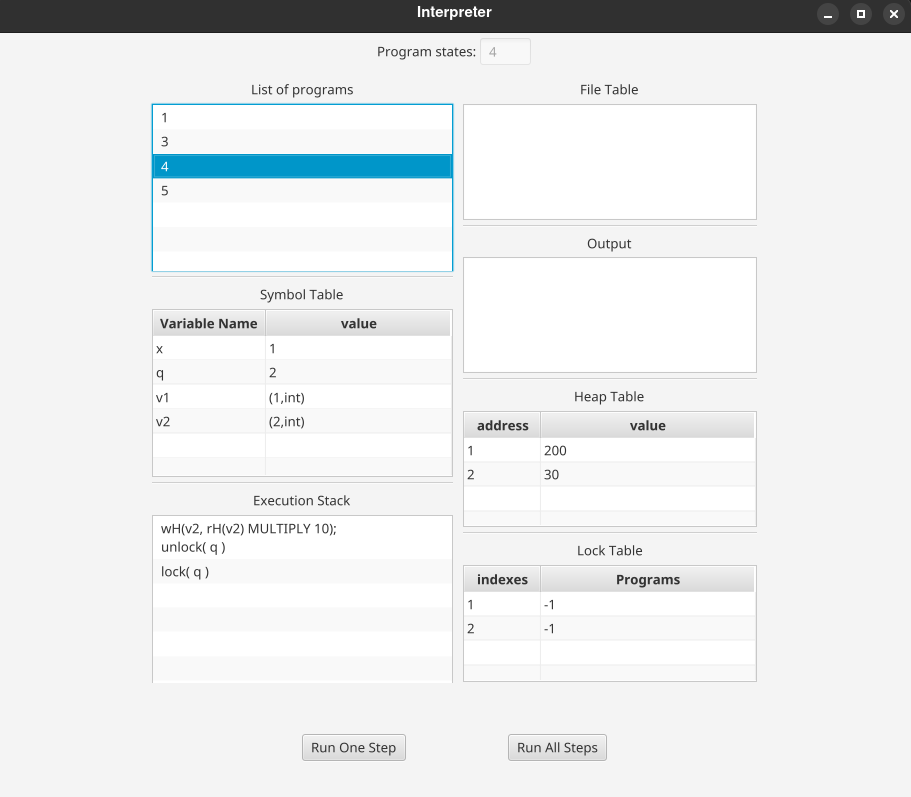 Interpreter
Program states: 4
List of programs
1
3
4
5
Symbol Table
Variable Name value
x 1
q 2
v1 (1,int)
v2 (2,int)
Execution Stack
wH(v2, rH(v2) MULTIPLY 10);
unlock( q )
lock( q )
File Table
Output
Heap Table
address value
1 200
2 30
Lock Table
indexes Programs
1 -1
2 -1
Run One Step
Run All Steps